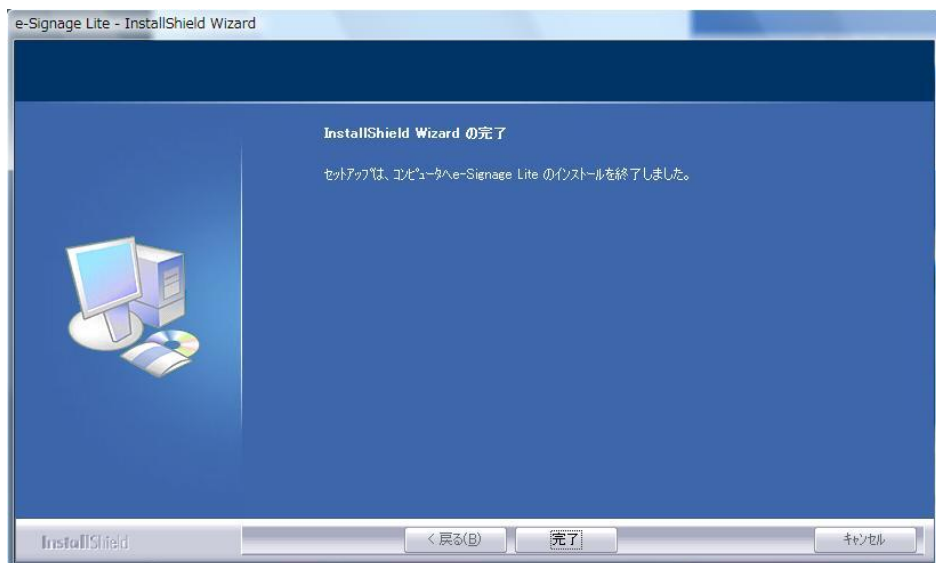 e-Signage Lite - InstallShield Wizard
InstallShield Wizard の完了
セットアップは、コンピュータへe-Signage Lite のインストールを終了しました。
InstallShield
< 戻る(B)
完了
キャンセル